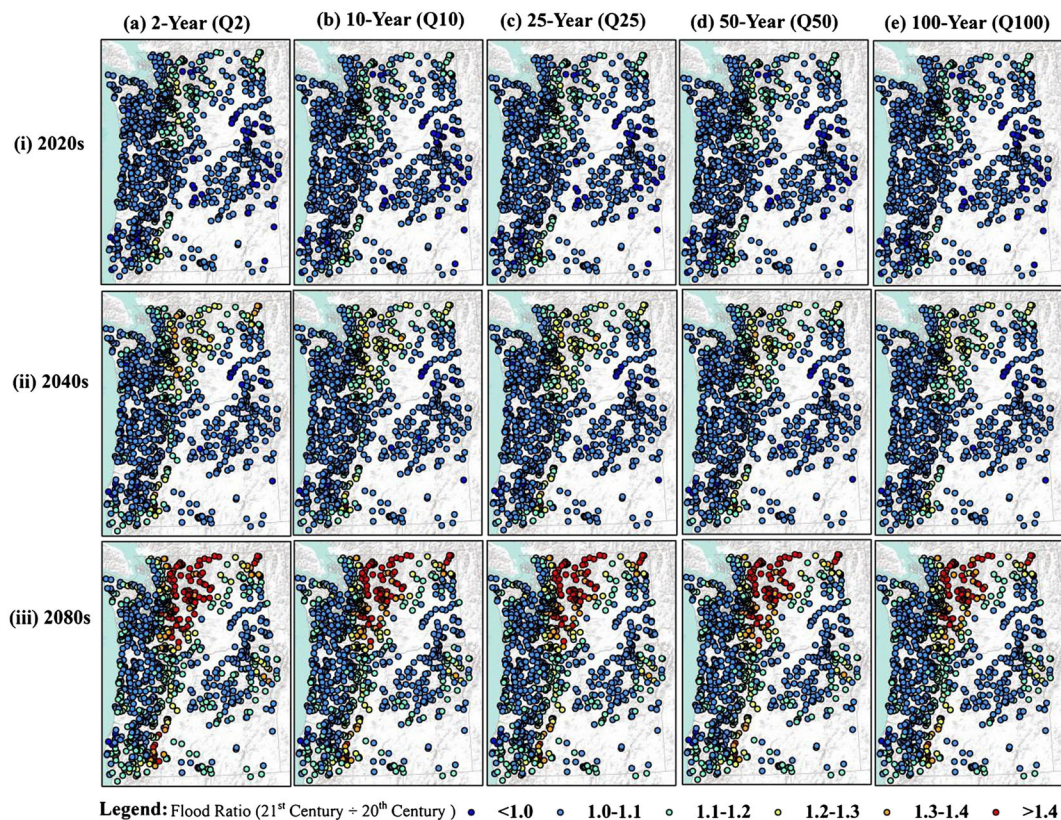 (a) 2-Year (Q2) (b) 10-Year (Q10) (c) 25-Year (Q25) (d) 50-Year (Q50) (e) 100-Year (Q100)
(i) 2020s
(ii) 2040s
(iii) 2080s
Legend: Flood Ratio (21st Century ÷ 20th Century ) <1.0 1.0-1.1 1.1-1.2 1.2-1.3 1.3-1.4 >1.4